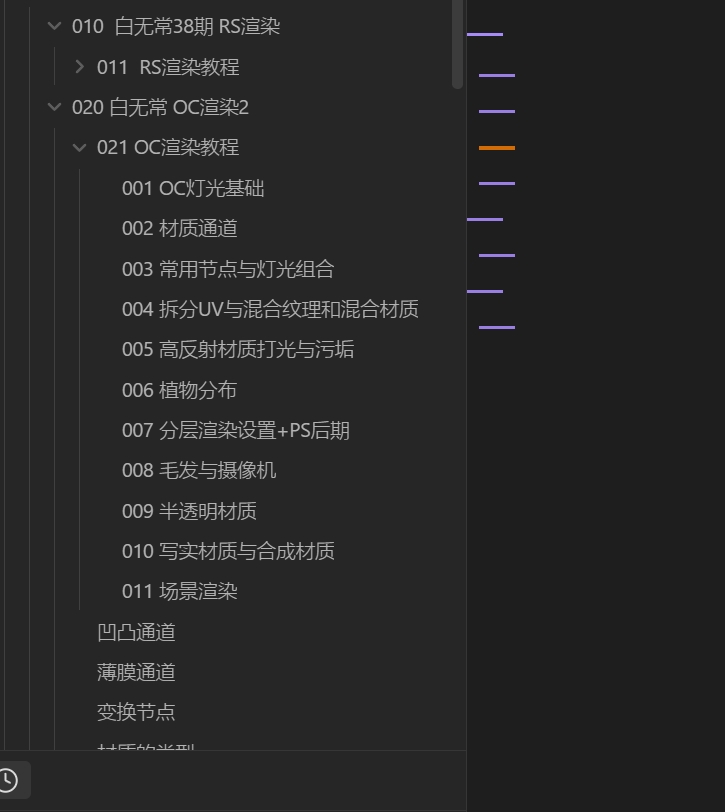 010  白无常38期 RS渲染
011  RS渲染教程
020 白无常 OC渲染2
021 OC渲染教程
001 OC灯光基础
002 材质通道
003 常用节点与灯光组合
004 拆分UV与混合纹理和混合材质
005 高反射材质打光与污垢
006 植物分布
007 分层渲染设置+PS后期
008 毛发与摄像机
009 半透明材质
010 写实材质与合成材质
011 场景渲染
凹凸通道
薄膜通道
变换节点
材质的类型